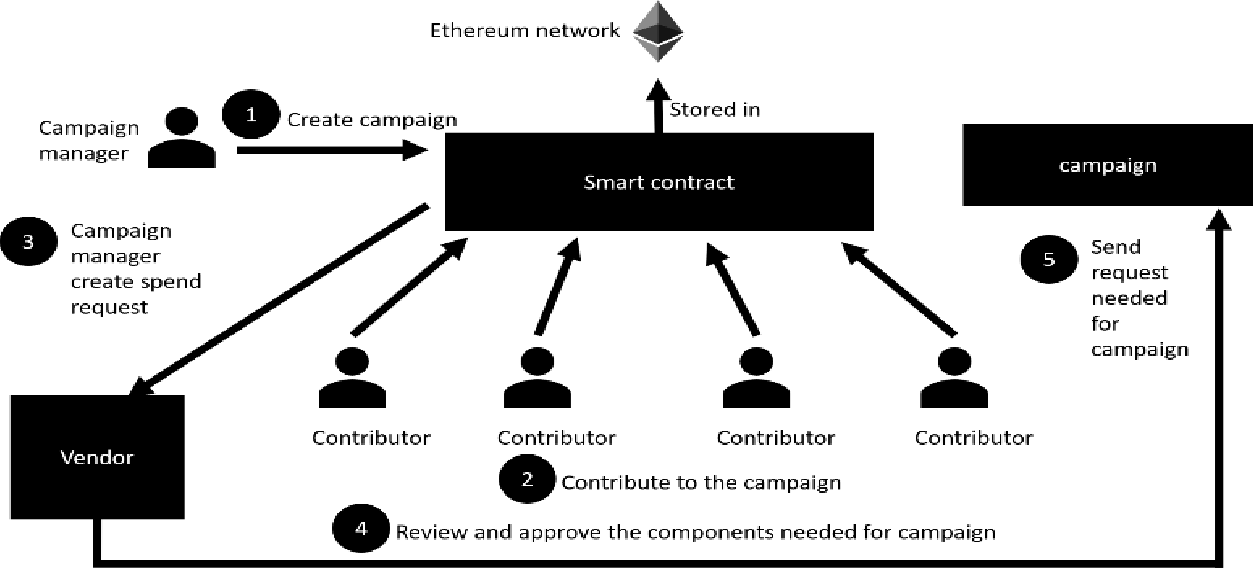 Ethereum network
Stored in
1
Create campaign
Campaign
manager
Smart contract
campaign
3
Campaign
manager
create spend
request
5
Send
request
needed
for
campaign
Vendor
Contributor
Contributor
Contributor
Contributor
2
Contribute to the campaign
4
Review and approve the components needed for campaign